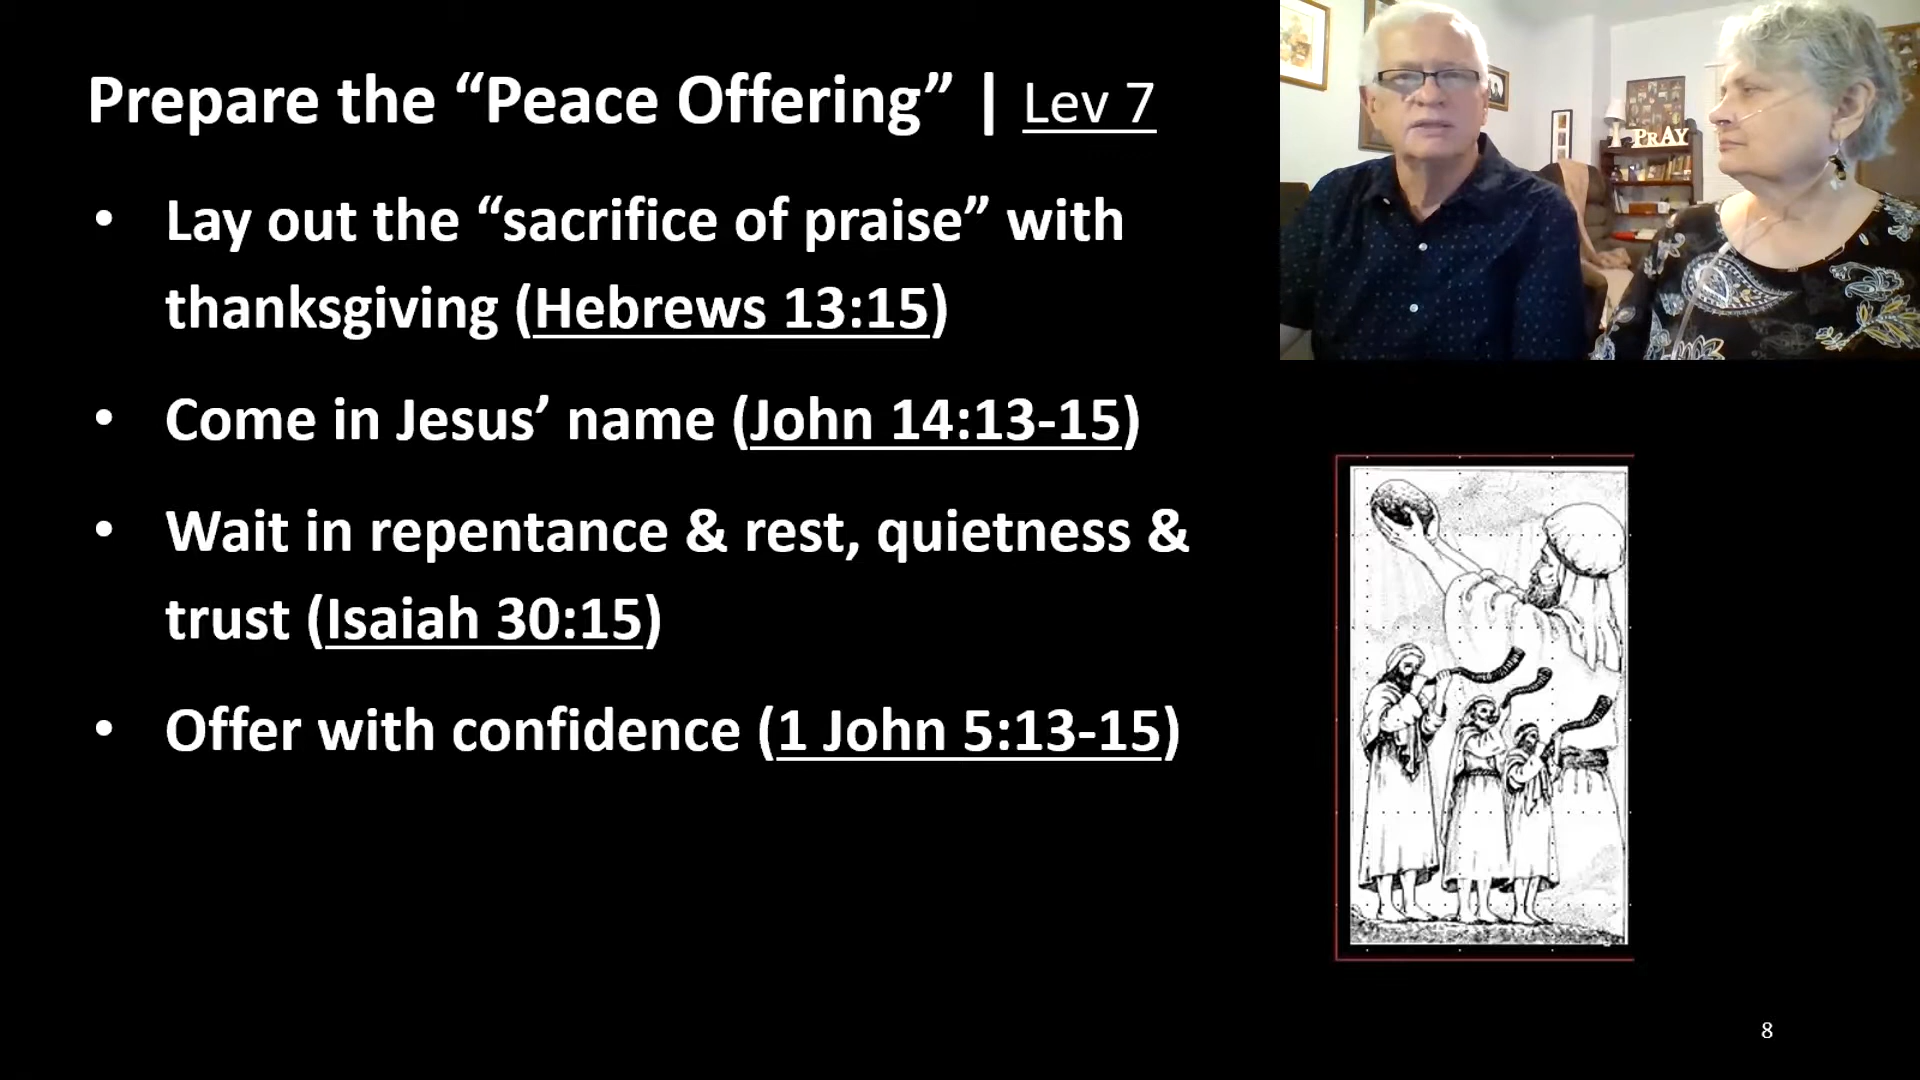 Prepare the “Peace Offering” | Lev 7
• Lay out the “sacrifice of praise” with
thanksgiving (Hebrews 13:15)
• Come in Jesus’ name (John 14:13-15)
• Wait in repentance & rest, quietness &
trust (Isaiah 30:15)
• Offer with confidence (1 John 5:13-15)
PRAY
8